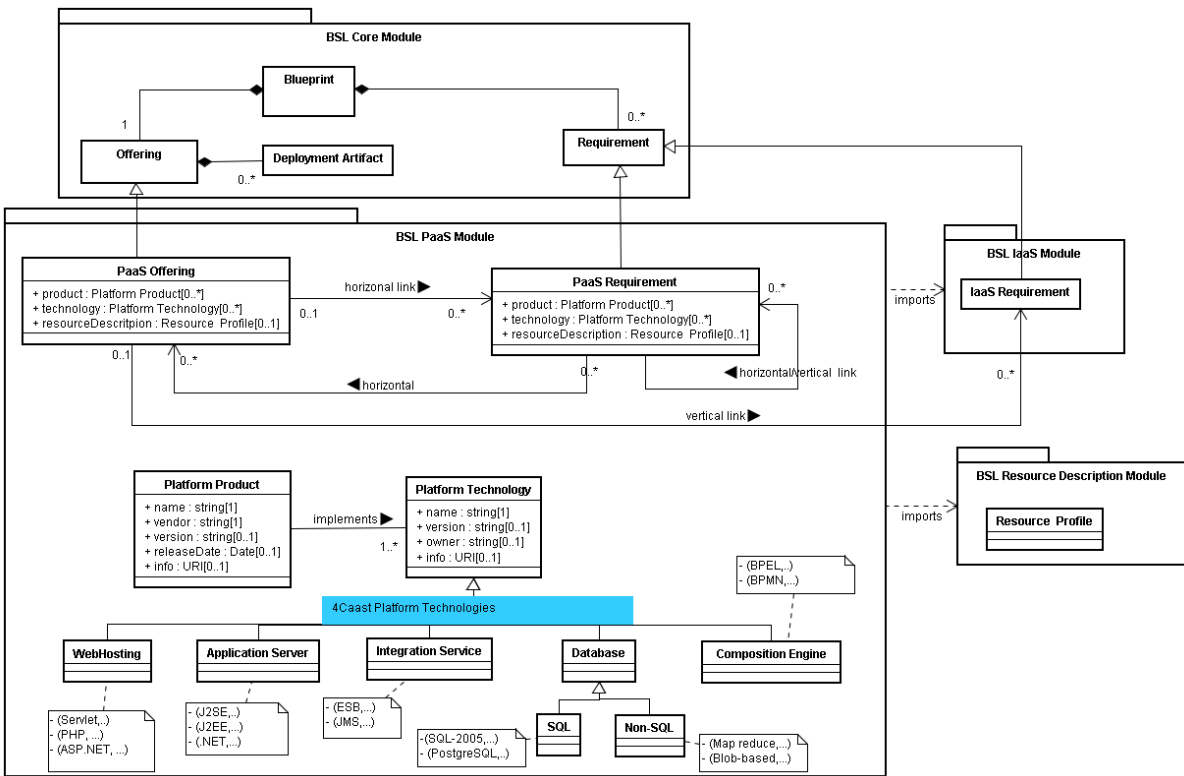 BSL Core Module
Blueprint
1
0..*
Offering
Deployment Artifact
0..*
Requirement
BSL PaaS Module
PaaS Offering
+ product : Platform Product[0..*]
+ technology : Platform Technology[0..*]
+ resourceDescritpion : Resource Profile[0..1]
horizonal link
0..1
0..*
PaaS Requirement
+ product : Platform Product[0..*]
+ technology : Platform Technology[0..*]
+ resourceDescription : Resource Profile[0..1]
0..*
0..1
0..*
horizontal
0..*
horizontal/vertical link
vertical link
imports
BSL IaaS Module
IaaS Requirement
0..*
Platform Product
+ name : string[1]
+ vendor : string[1]
+ version : string[0..1]
+ releaseDate : Date[0..1]
+ info : URI[0..1]
implements
1..*
Platform Technology
+ name : string[1]
+ version : string[0..1]
+ owner : string[0..1]
+ info : URI[0..1]
imports
BSL Resource Description Module
Resource Profile
- (BPEL,..)
- (BPMN,...)
4Caast Platform Technologies
WebHosting
Application Server
Integration Service
Database
Composition Engine
- (Servlet,..)
- (PHP, ...)
- (ASP.NET, ...)
- (J2SE,..)
- (J2EE,..)
- (.NET,...)
- (ESB,...)
- (JMS,...)
-(SQL-2005,...)
- (PostgreSQL,...)
SQL
Non-SQL
- (Map reduce,...)
- (Blob-based,...)